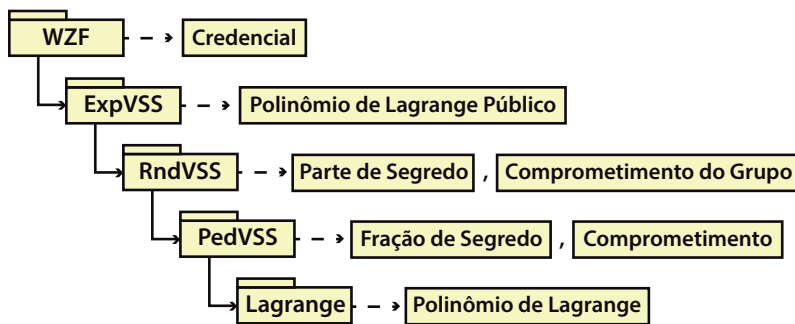 WZF Credencial
ExpVSS Polinômio de Lagrange Público
RndVSS Parte de Segredo , Comprometimento do Grupo
PedVSS Fração de Segredo , Comprometimento
Lagrange Polinômio de Lagrange